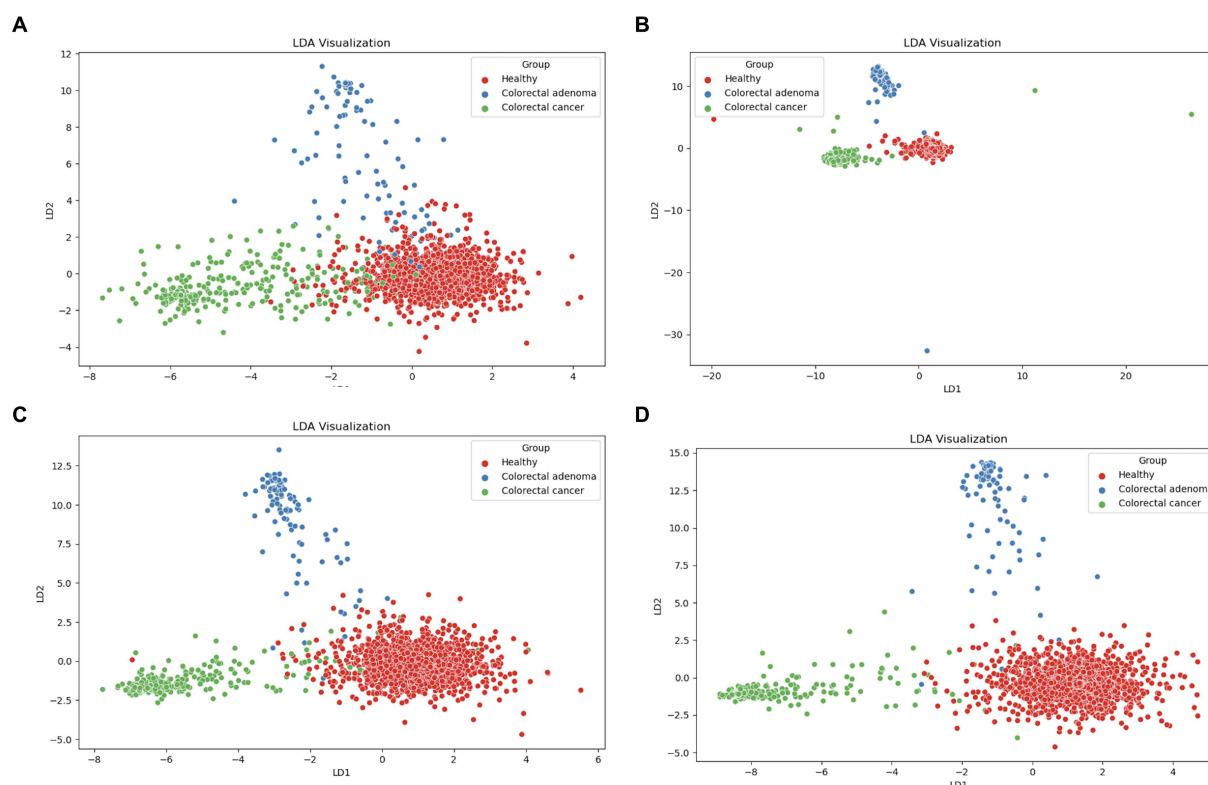 A
LDA Visualization
Group
Healthy
Colorectal adenoma
Colorectal cancer
LD2
12
10
8
6
4
2
0
−2
−4
−8
−6
−4
−2
0
2
4
B
LDA Visualization
Group
Healthy
Colorectal adenoma
Colorectal cancer
LD2
10
0
−10
−20
−30
−20
−10
0
10
20
LD1
C
LDA Visualization
Group
Healthy
Colorectal adenoma
Colorectal cancer
LD2
12.5
10.0
7.5
5.0
2.5
0.0
−2.5
−5.0
−8
−6
−4
−2
0
2
4
6
LD1
D
LDA Visualization
Group
Healthy
Colorectal adenoma
Colorectal cancer
LD2
15.0
12.5
10.0
7.5
5.0
2.5
0.0
−2.5
−5.0
−8
−6
−4
−2
0
2
4
LD1